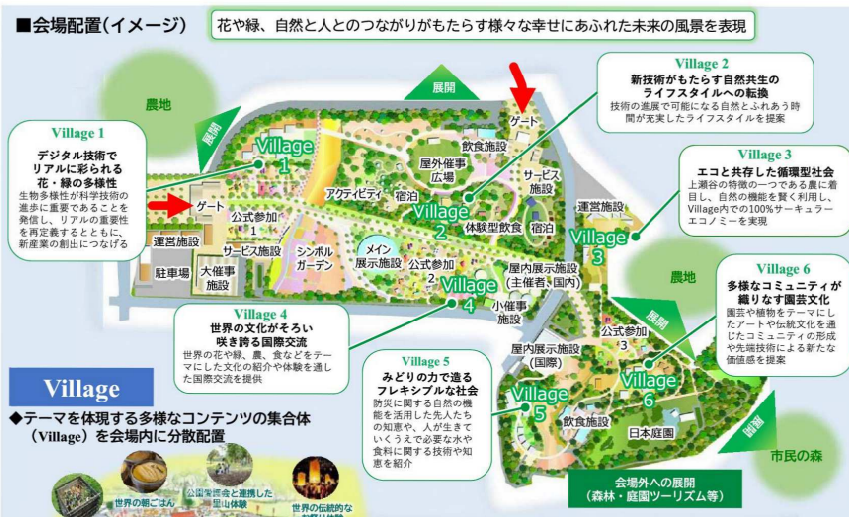 ■会場配置(イメージ)
花や緑、自然と人とのつながりがもたらす様々な幸せにあふれた未来の風景を表現
Village 2
新技術がもたらす自然共生の
ライフスタイルへの転換
技術の進展で可能になる自然とふれあう時
間が充実したライフスタイルを提案
農地
展開
展開
ゲート
Village 1
デジタル技術で
リアルに彩られる
花・緑の多様性
生物多様性が科学技術の
進歩に重要であることを
発信し、リアルの重要性
を再定義するとともに、
新産業の創出につなげる
Village
1
飲食施設
屋外催事
広場
サービス
施設
アクティビティ
宿泊
Village
2
体験型飲食
宿泊
Village 3
エコと共存した循環型社会
上瀬谷の特徴の一つである農に着
目し、自然の機能を賢く利用し、
Village内での100%サーキュラー
エコノミーを実現
運営施設
Village
3
農地
ゲート
公式参加
1
運営施設
サービス施設
駐車場
大催事
施設
シンボル
ガーデン
メイン
展示施設
公式参加
2
屋内展示施設
(主催者、国内)
Village
4
小催事
施設
Village 6
多様なコミュニティが
織りなす園芸文化
園芸や植物をテーマにし
たアートや伝統文化を通
じたコミュニティの形成
や先端技術による新たな
価値感を提案
展開
公式参加
3
Village 4
世界の文化がそろい
咲き誇る国際交流
世界の花や緑、農、食などをテー
マにした文化の紹介や体験を通し
た国際交流を提供
屋内展示施設
(国際)
Village 5
みどりの力で造る
フレキシブルな社会
防災に関する自然の機
能を活用した先人たち
の知恵や、人が生きてい
くうえで必要な水や
食料に関する技術や知
恵を紹介
Village
5
Village
6
飲食施設
日本庭園
展開
市民の森
会場外への展開
(森林・庭園ツーリズム等)
Village
◆テーマを体現する多様なコンテンツの集合体
(Village)を会場内に分散配置
世界の朝ごはん
公園愛護会と連携した
里山体験
世界の伝統的な